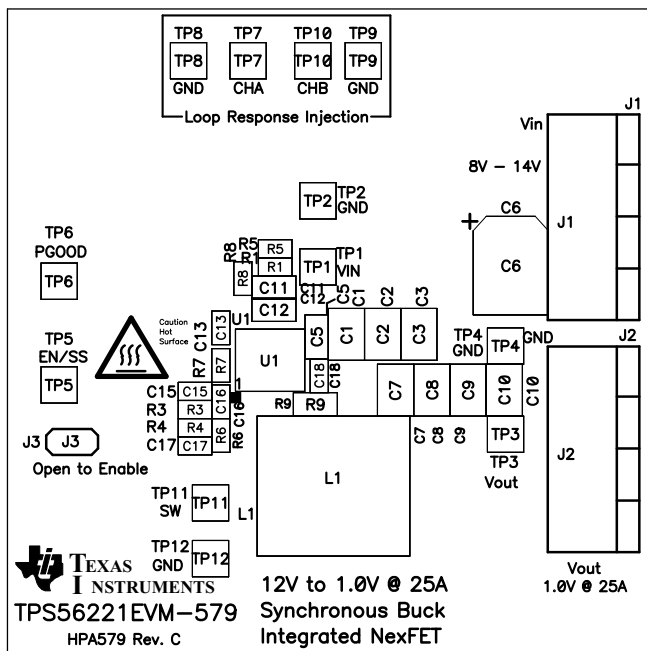 TP8 TP7 TP10 TP9
TP8 TP7 TP10 TP9
GND CHA CHB GND
Loop Response Injection
J1
Vin
8V – 14V
C6
+
J1
C6
TP2
TP2
GND
TP6
PGOOD
TP6
R5
R5
R8
R1
R1
R8
TP1
TP1
VIN
C11
C11
C12
C12
C5
C1
C2
C3
U1
C13
C13
Caution
Hot
Surface
U1
C5
C1
C2
C3
TP4
GND
TP4
GND
J2
TP5
EN/SS
TP5
R7
R7
C18
C18
C15
C15
C16
1
C16
R3
R3
R9
R9
C7
C8
C9
C10
C10
R4
R4
R6
R6
C17
C17
J3
J3
Open to Enable
C7
C8
C9
TP3
TP3
Vout
J2
L1
L1
TP11
SW
TP11
TP12
GND
TP12
TEXAS
INSTRUMENTS
TPS56221EVM-579
HPA579 Rev. C
12V to 1.0V @ 25A
Synchronous Buck
Integrated NexFET
Vout
1.0V @ 25A